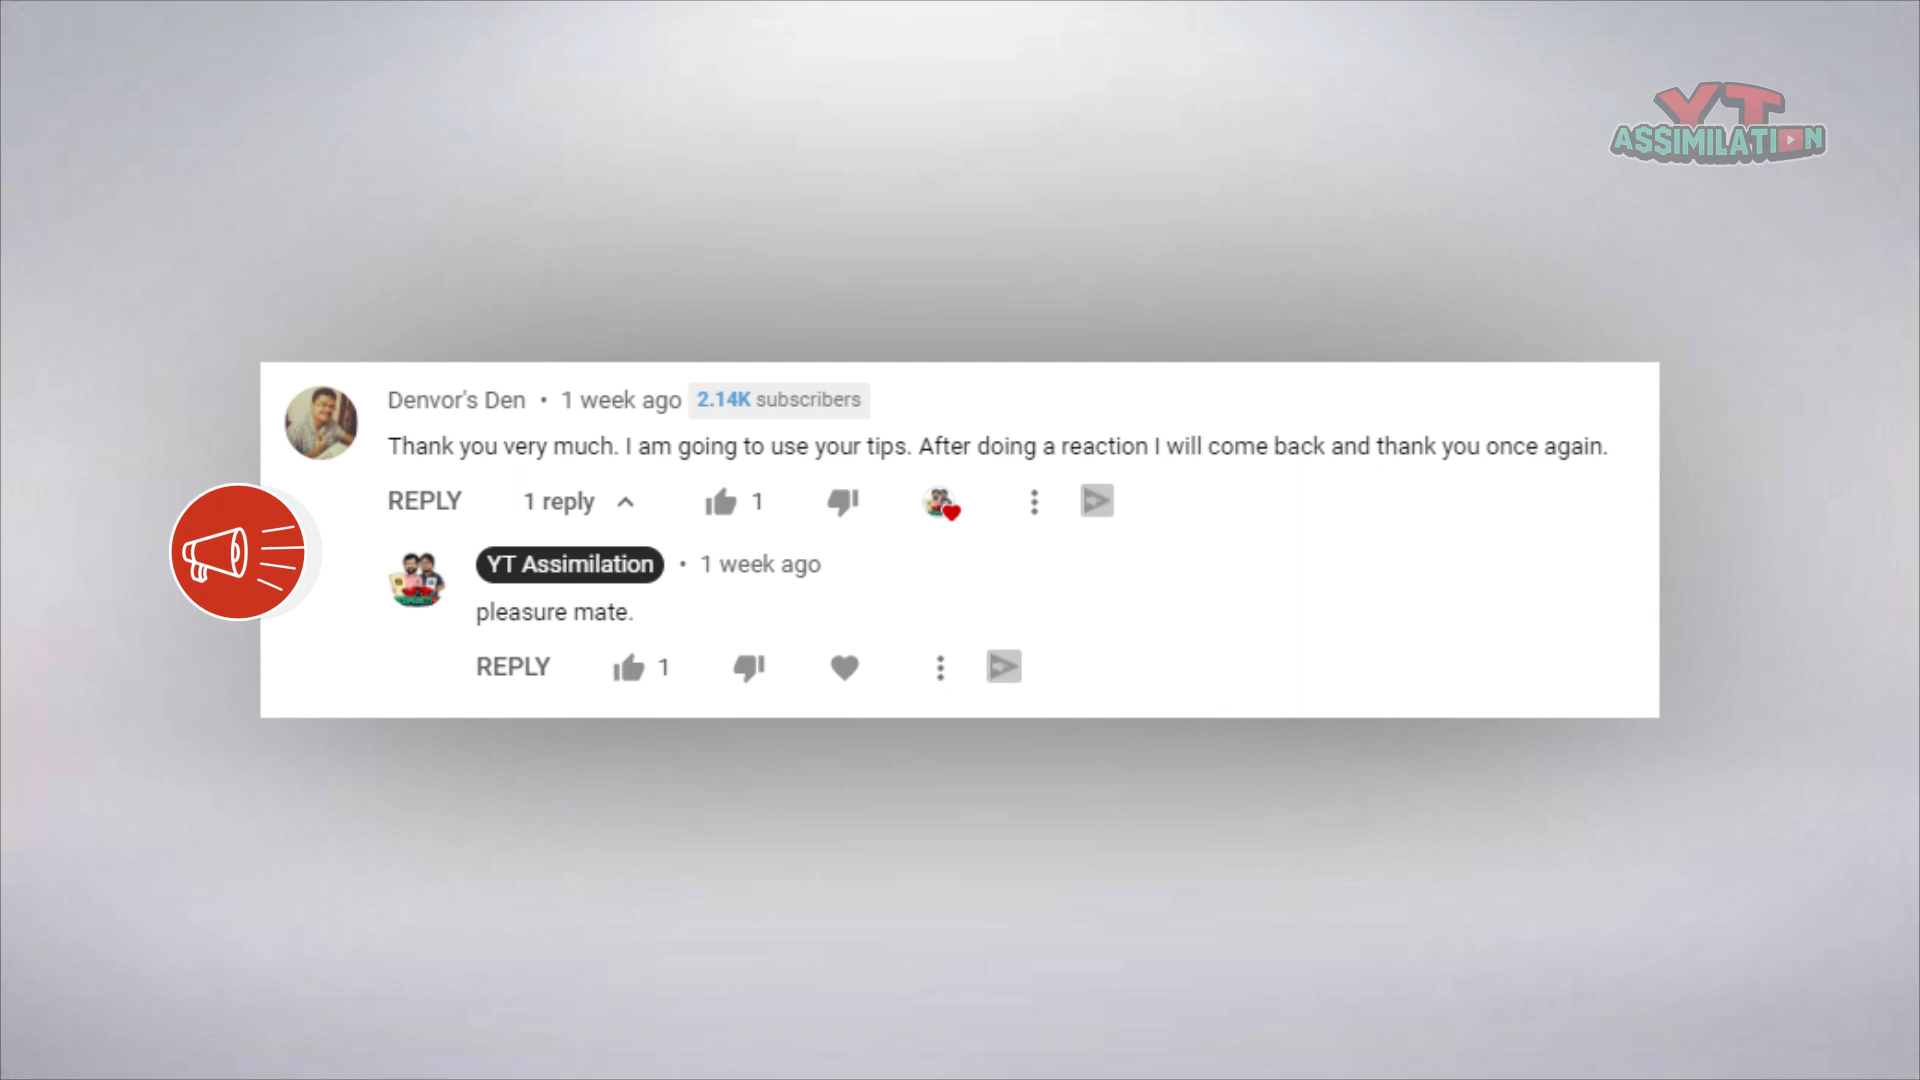 YT
ASSIMILATION
Denvor's Den • 1 week ago 2.14K subscribers
Thank you very much. I am going to use your tips. After doing a reaction I will come back and thank you once again.
REPLY 1 reply 1
YT Assimilation • 1 week ago
pleasure mate.
REPLY 1